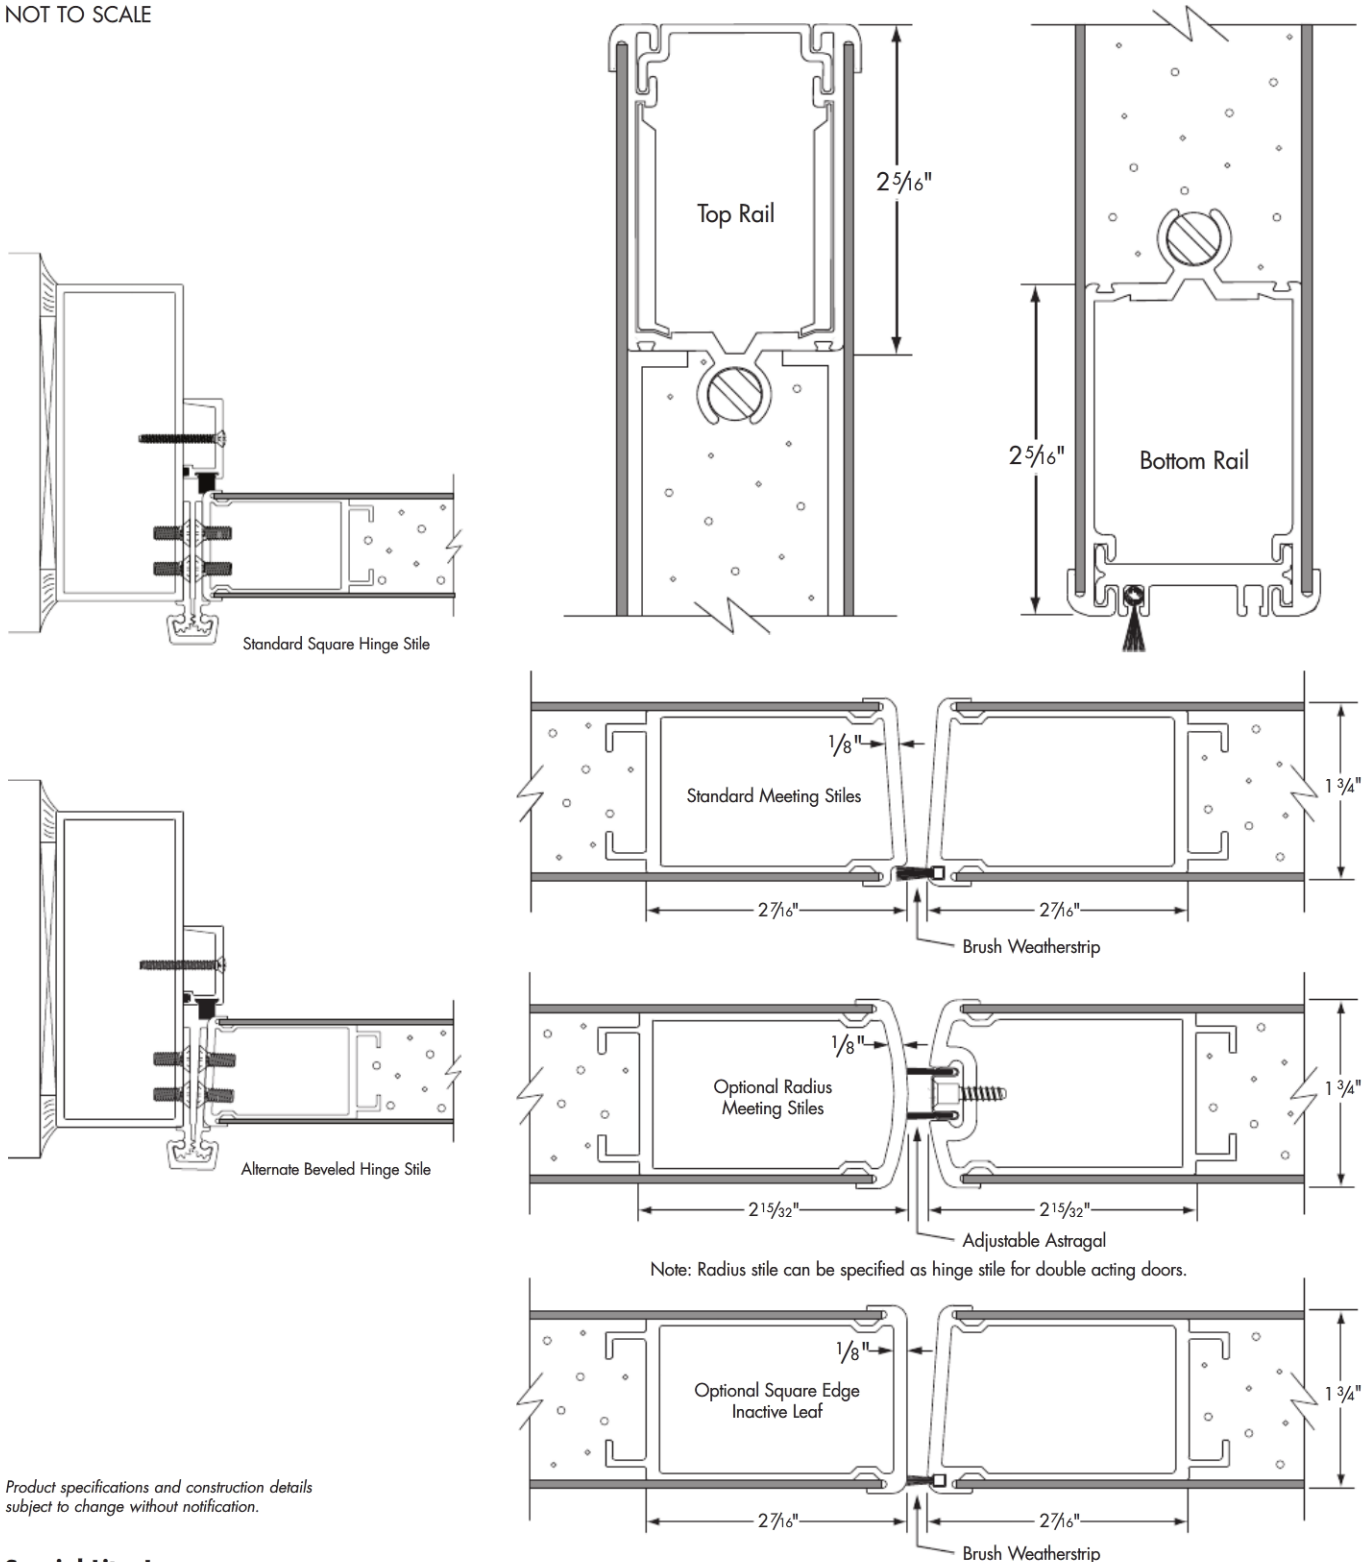 NOT TO SCALE
Top Rail
2 5/16"
Bottom Rail
2 5/16"
Standard Square Hinge Stile
1/8"
Standard Meeting Stiles
1 3/4"
2 7/16"
2 7/16"
Brush Weatherstrip
Alternate Beveled Hinge Stile
1/8"
Optional Radius
Meeting Stiles
1 3/4"
2 15/32"
2 15/32"
Adjustable Astragal
Note: Radius stile can be specified as hinge stile for double acting doors.
1/8"
Optional Square Edge
Inactive Leaf
1 3/4"
2 7/16"
2 7/16"
Brush Weatherstrip
Product specifications and construction details
subject to change without notification.